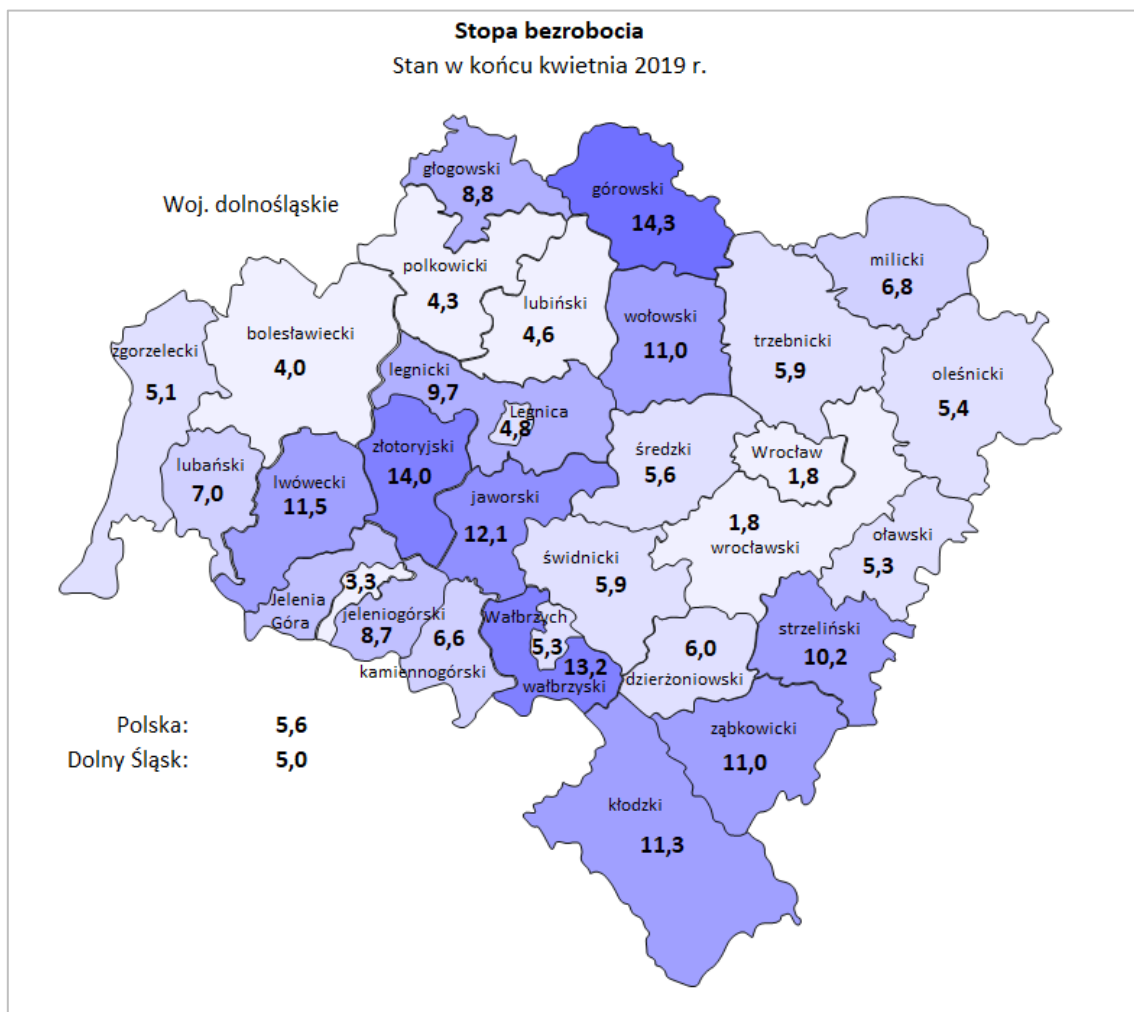 Stopa bezrobocia
Stan w końcu kwietnia 2019 r.
Woj. dolnośląskie
głogowski
8,8
górowski
14,3
milicki
6,8
polkowicki
4,3
lubiński
4,6
wołowski
11,0
trzebnicki
5,9
oleśnicki
5,4
zgorzelecki
5,1
bolesławiecki
4,0
legnicki
9,7
Legnica
4,8
złotoryjski
14,0
średzki
5,6
Wrocław
1,8
lubański
7,0
lwówecki
11,5
jaworski
12,1
1,8
wrocławski
oławski
5,3
świdnicki
5,9
3,3
Jelenia
Góra
jeleniogórski
8,7
6,6
kamiennogórski
Wałbrzych
5,3
13,2
wałbrzyski
6,0
dzierżoniowski
strzeliński
10,2
ząbkowicki
11,0
kłodzki
11,3
Polska: 5,6
Dolny Śląsk: 5,0